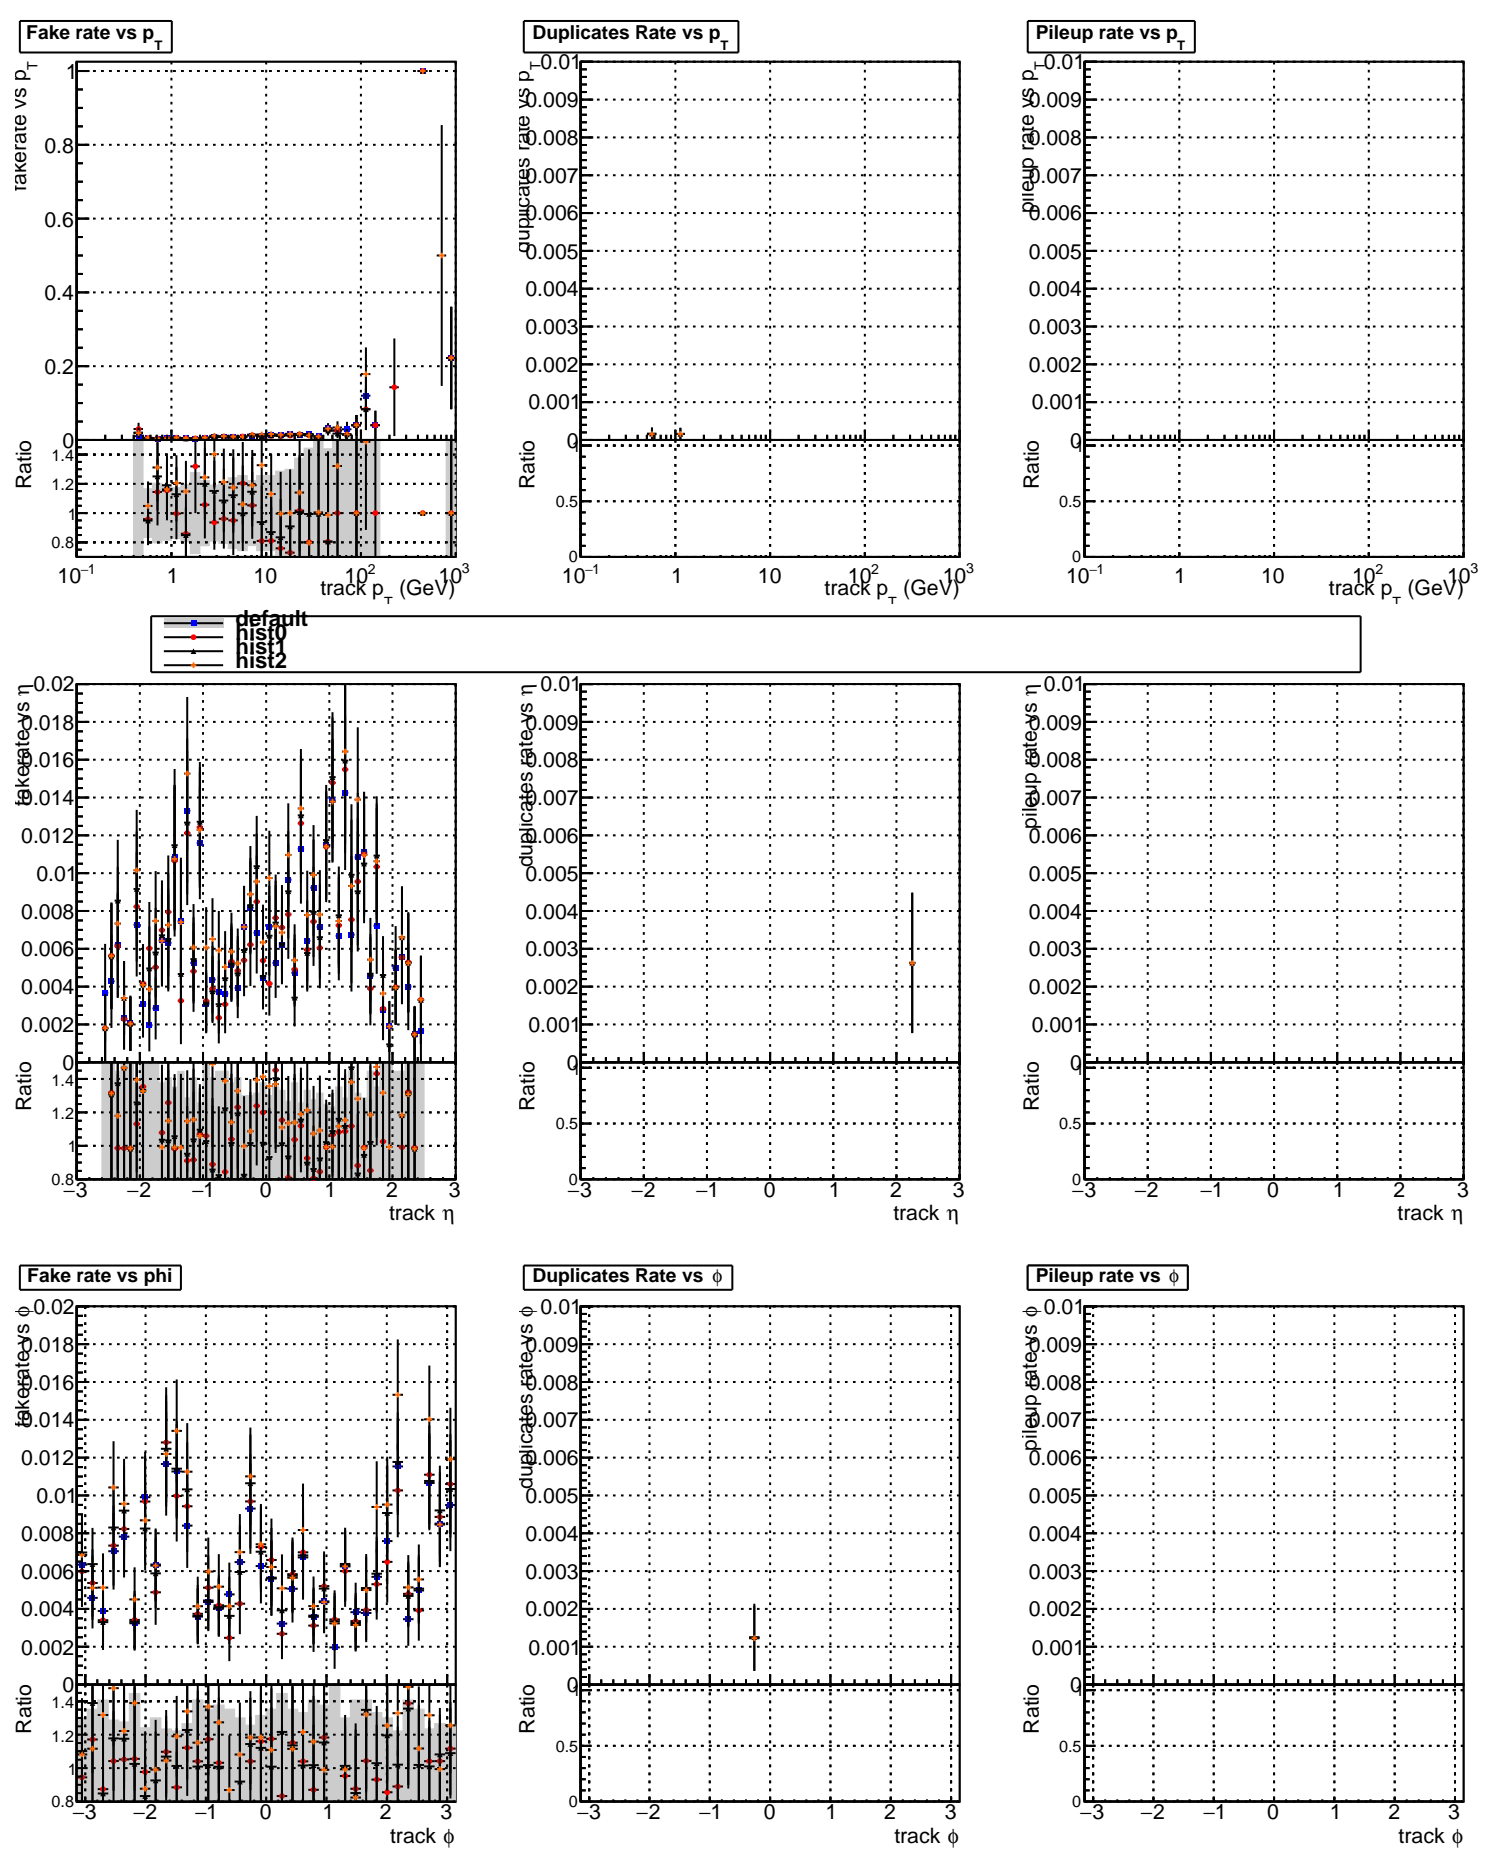 Fake rate vs p_T
Duplicates Rate vs p_T
Pileup rate vs p_T
fakerate vs p_T
1
0.8
0.6
0.4
0.2
0
Ratio
1.4
1.2
1
0.8
10^−1 1 10 10^2 10^3
track p_T (GeV)
duplicates rate vs p_T
0.01
0.009
0.008
0.007
0.006
0.005
0.004
0.003
0.002
0.001
0
Ratio
1
0.5
0
10^−1 1 10 10^2 10^3
track p_T (GeV)
pileup rate vs p_T
0.01
0.009
0.008
0.007
0.006
0.005
0.004
0.003
0.002
0.001
0
Ratio
1
0.5
0
10^−1 1 10 10^2 10^3
track p_T (GeV)
default
hist0
hist1
hist2
fakerate vs η
0.02
0.018
0.016
0.014
0.012
0.01
0.008
0.006
0.004
0.002
0
Ratio
1.4
1.2
1
0.8
−3 −2 −1 0 1 2 3
track η
duplicates rate vs η
0.01
0.009
0.008
0.007
0.006
0.005
0.004
0.003
0.002
0.001
0
Ratio
1
0.5
0
−3 −2 −1 0 1 2 3
track η
pileup rate vs η
0.01
0.009
0.008
0.007
0.006
0.005
0.004
0.003
0.002
0.001
0
Ratio
1
0.5
0
−3 −2 −1 0 1 2 3
track η
Fake rate vs phi
Duplicates Rate vs ϕ
Pileup rate vs ϕ
fakerate vs ϕ
0.02
0.018
0.016
0.014
0.012
0.01
0.008
0.006
0.004
0.002
0
Ratio
1.4
1.2
1
0.8
−3 −2 −1 0 1 2 3
track ϕ
duplicates rate vs ϕ
0.01
0.009
0.008
0.007
0.006
0.005
0.004
0.003
0.002
0.001
0
Ratio
1
0.5
0
−3 −2 −1 0 1 2 3
track ϕ
pileup rate vs ϕ
0.01
0.009
0.008
0.007
0.006
0.005
0.004
0.003
0.002
0.001
0
Ratio
1
0.5
0
−3 −2 −1 0 1 2 3
track ϕ